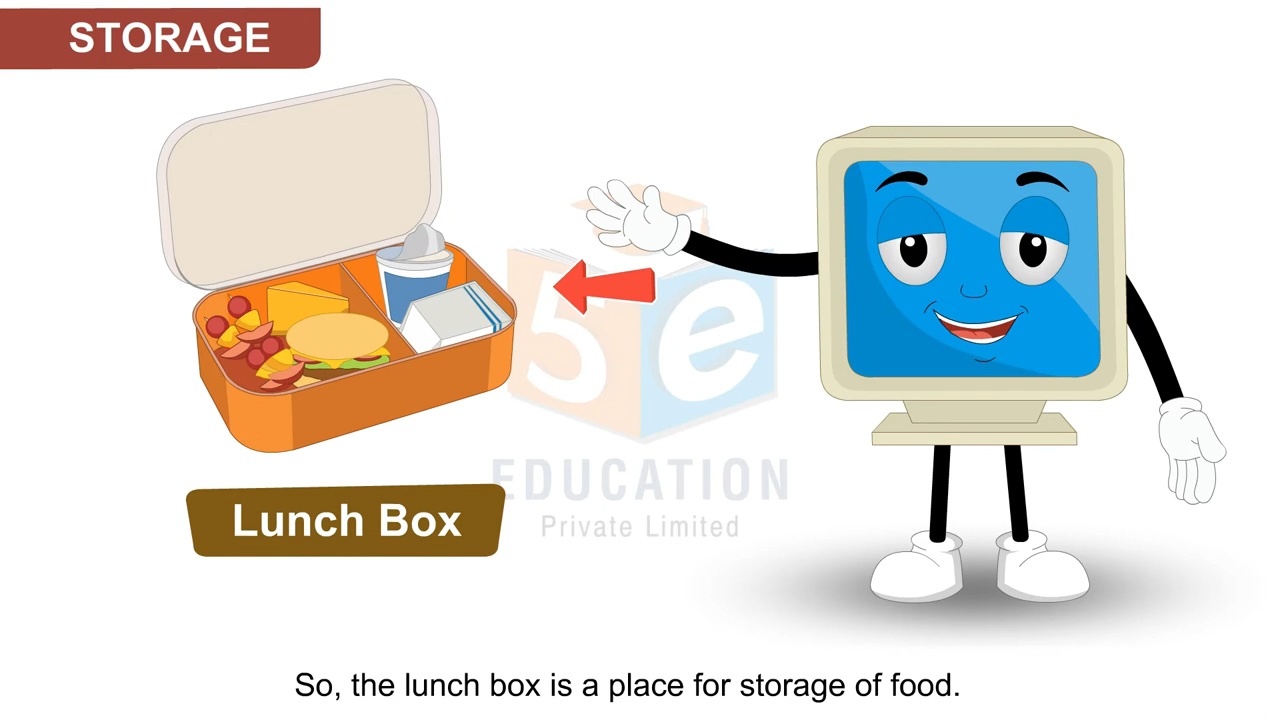 STORAGE
5e
EDUCATION
Private Limited
Lunch Box
So, the lunch box is a place for storage of food.